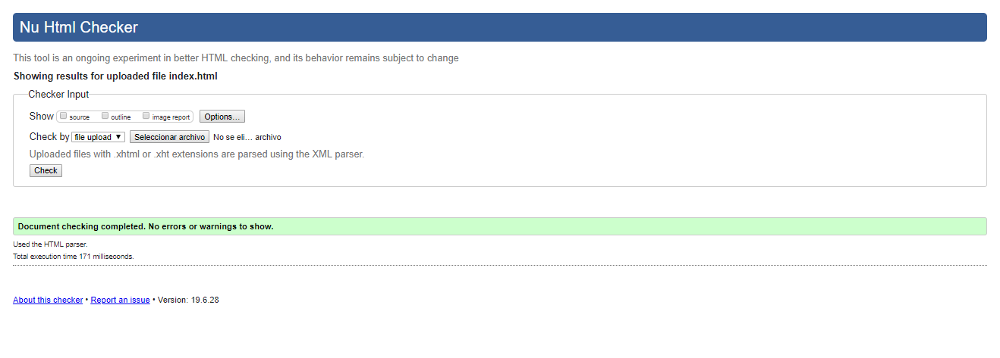 Nu Html Checker
This tool is an ongoing experiment in better HTML checking, and its behavior remains subject to change
Showing results for uploaded file index.html
Checker Input
Show source outline image report Options...
Check by file upload Seleccionar archivo No se eli... archivo
Uploaded files with .xhtml or .xht extensions are parsed using the XML parser.
Check
Document checking completed. No errors or warnings to show.
Used the HTML parser.
Total execution time 171 milliseconds.
About this checker • Report an issue • Version: 19.6.28